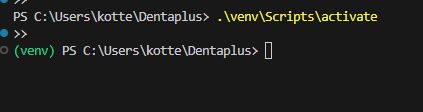 >>
PS C:\Users\kotte\Dentaplus> .\venv\Scripts\activate
>>
(venv) PS C:\Users\kotte\Dentaplus>